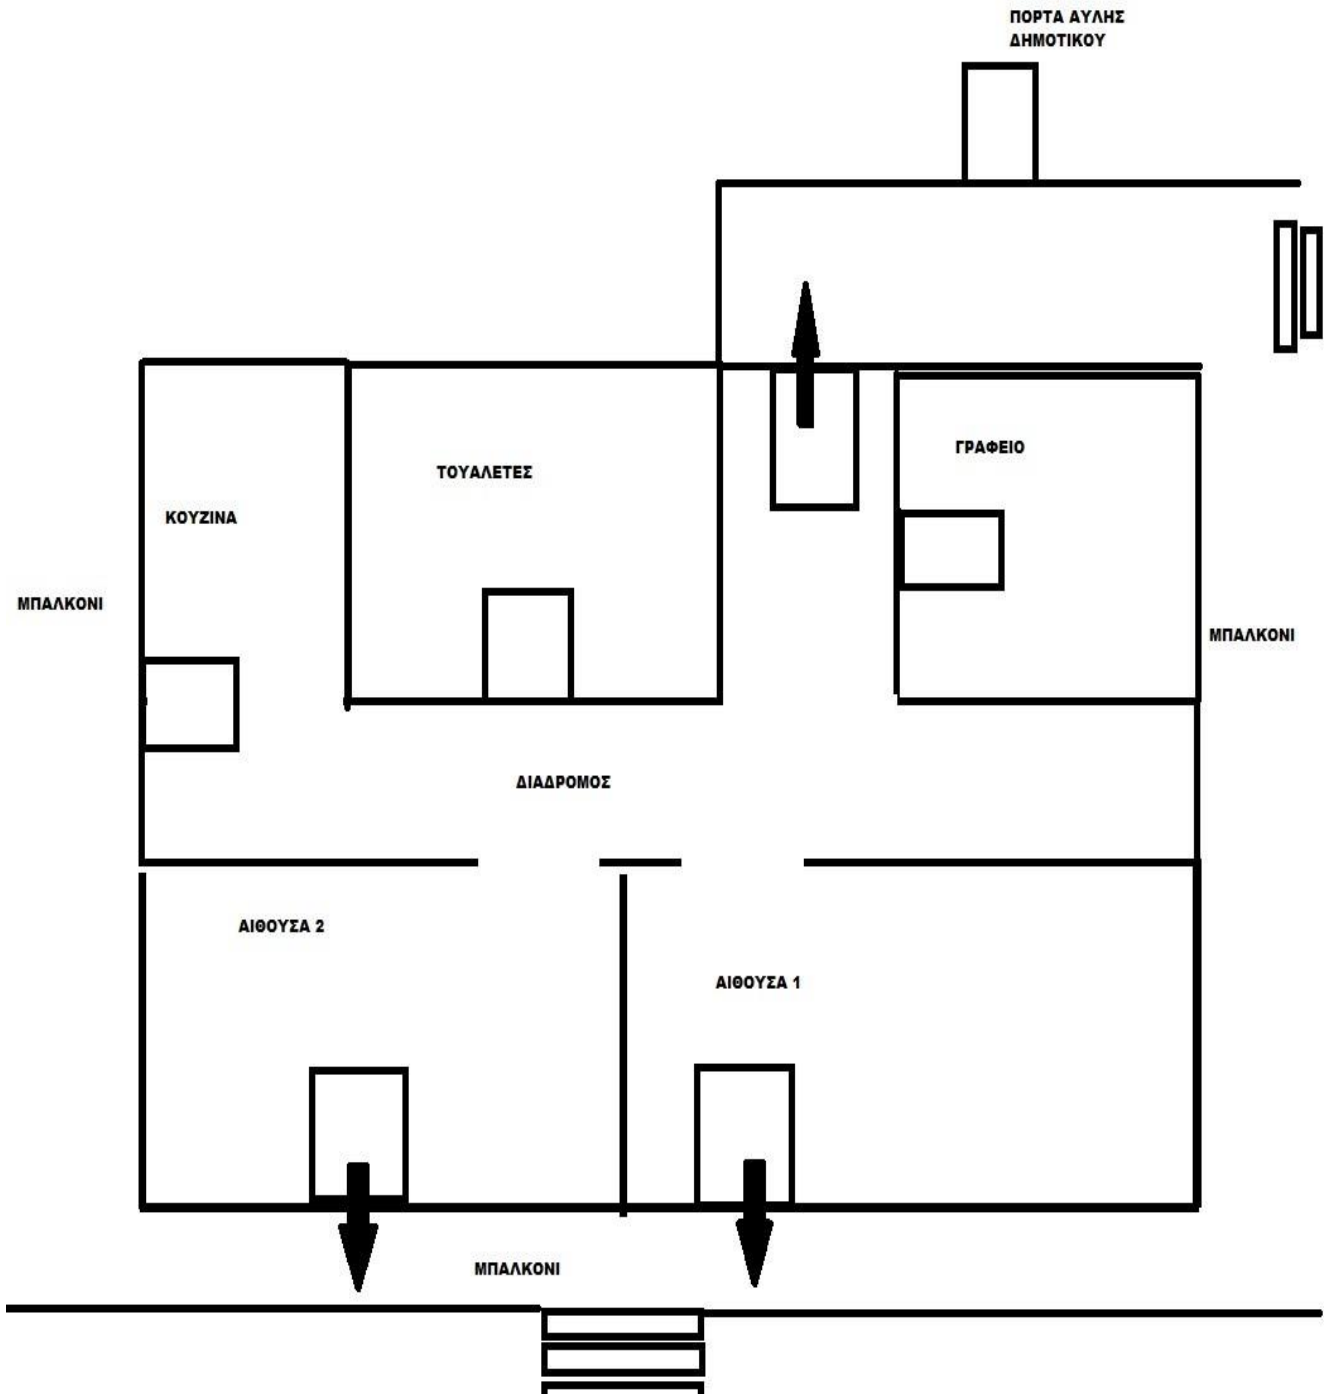 ΠΟΡΤΑ ΑΥΛΗΣ
ΔΗΜΟΤΙΚΟΥ
ΓΡΑΦΕΙΟ
ΤΟΥΑΛΕΤΕΣ
ΚΟΥΖΙΝΑ
ΜΠΑΛΚΟΝΙ
ΜΠΑΛΚΟΝΙ
ΔΙΑΔΡΟΜΟΣ
ΑΙΘΟΥΣΑ 2
ΑΙΘΟΥΣΑ 1
ΜΠΑΛΚΟΝΙ